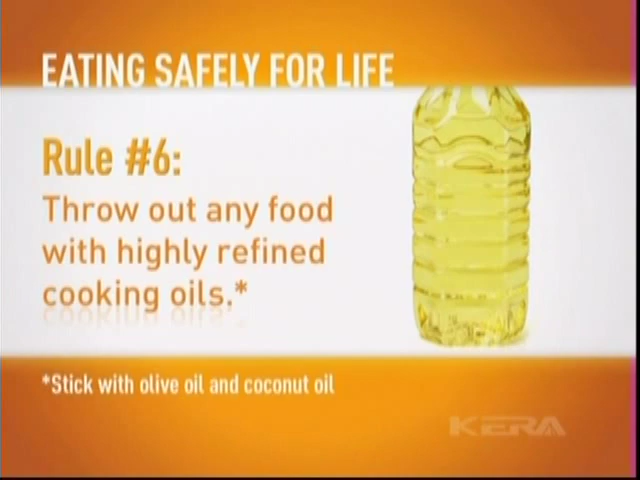 EATING SAFELY FOR LIFE
Rule #6:
Throw out any food
with highly refined
cooking oils.*
*Stick with olive oil and coconut oil
KERA